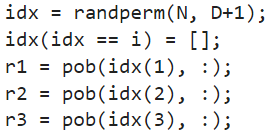 idx = randperm(N, D+1);
idx(idx == i) = [];
r1 = pob(idx(1), :);
r2 = pob(idx(2), :);
r3 = pob(idx(3), :);